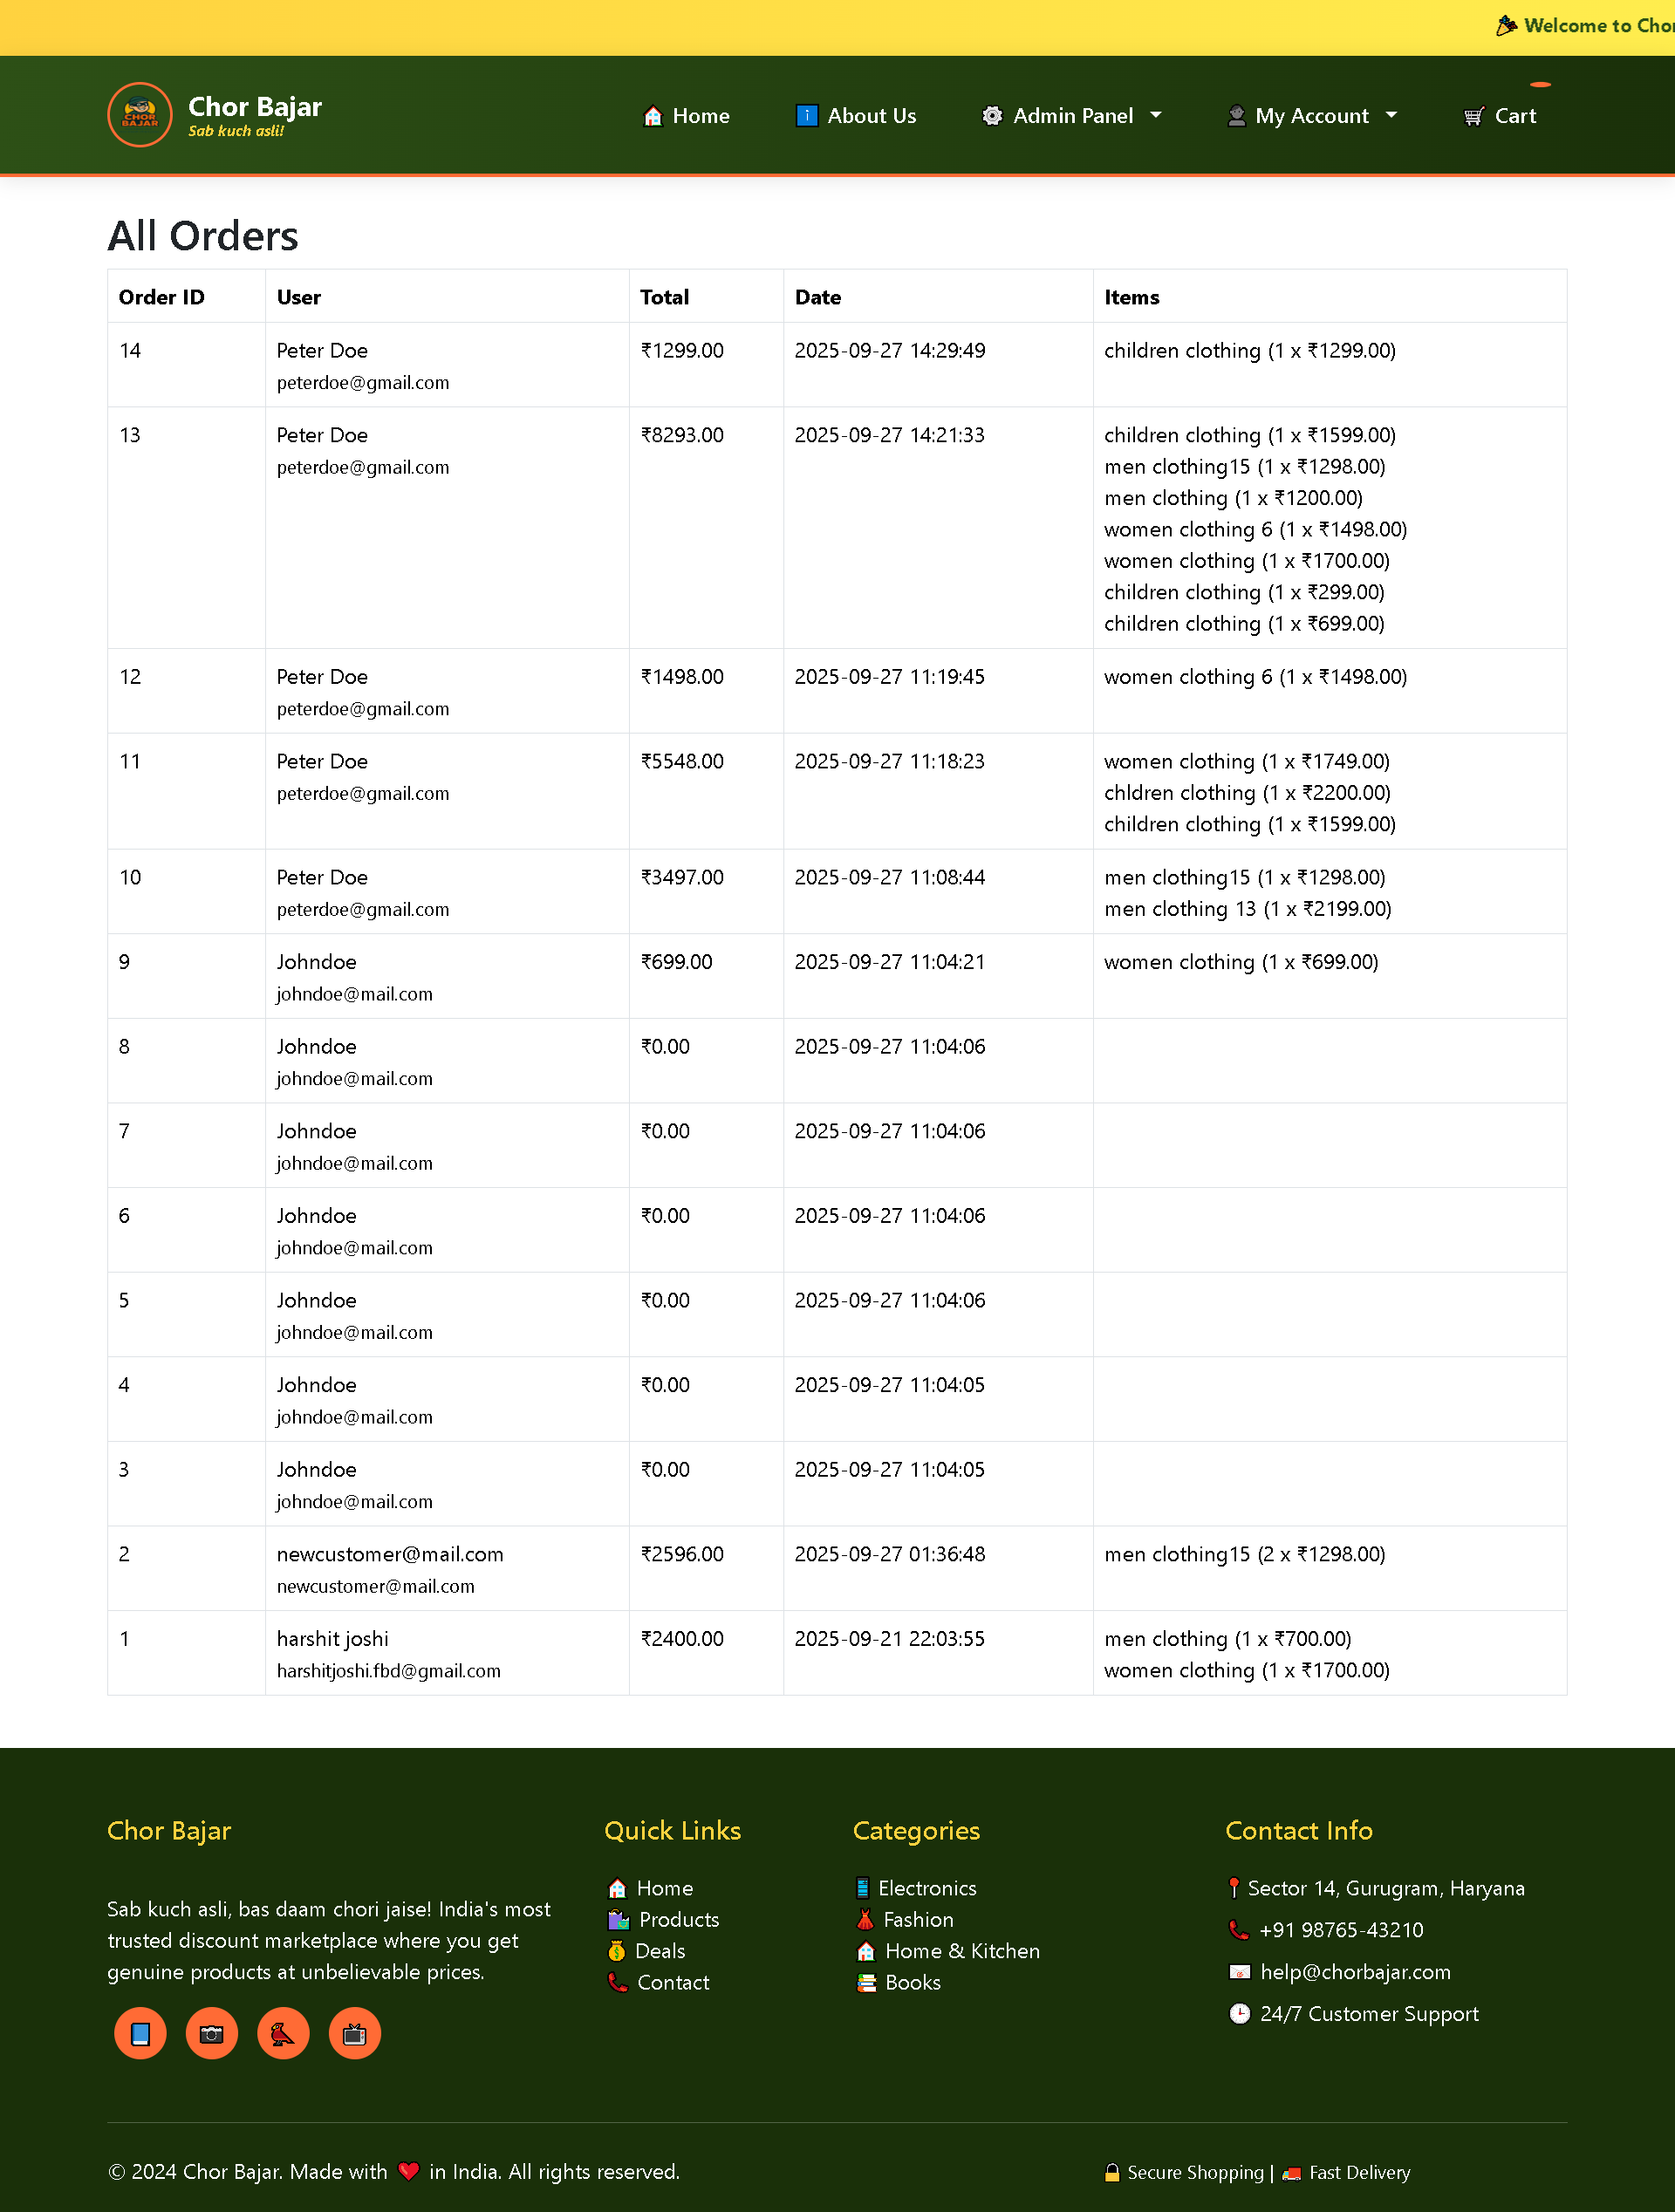 Welcome to Chor
Chor Bajar
Sab kuch asli!
Home
About Us
Admin Panel
My Account
Cart
All Orders
Order ID User Total Date Items
14 Peter Doe ₹1299.00 2025-09-27 14:29:49 children clothing (1 x ₹1299.00)
peterdoe@gmail.com
13 Peter Doe ₹8293.00 2025-09-27 14:21:33 children clothing (1 x ₹1599.00)
peterdoe@gmail.com men clothing15 (1 x ₹1298.00)
men clothing (1 x ₹1200.00)
women clothing 6 (1 x ₹1498.00)
women clothing (1 x ₹1700.00)
children clothing (1 x ₹299.00)
children clothing (1 x ₹699.00)
12 Peter Doe ₹1498.00 2025-09-27 11:19:45 women clothing 6 (1 x ₹1498.00)
peterdoe@gmail.com
11 Peter Doe ₹5548.00 2025-09-27 11:18:23 women clothing (1 x ₹1749.00)
peterdoe@gmail.com chldren clothing (1 x ₹2200.00)
children clothing (1 x ₹1599.00)
10 Peter Doe ₹3497.00 2025-09-27 11:08:44 men clothing15 (1 x ₹1298.00)
peterdoe@gmail.com men clothing 13 (1 x ₹2199.00)
9 Johndoe ₹699.00 2025-09-27 11:04:21 women clothing (1 x ₹699.00)
johndoe@mail.com
8 Johndoe ₹0.00 2025-09-27 11:04:06
johndoe@mail.com
7 Johndoe ₹0.00 2025-09-27 11:04:06
johndoe@mail.com
6 Johndoe ₹0.00 2025-09-27 11:04:06
johndoe@mail.com
5 Johndoe ₹0.00 2025-09-27 11:04:06
johndoe@mail.com
4 Johndoe ₹0.00 2025-09-27 11:04:05
johndoe@mail.com
3 Johndoe ₹0.00 2025-09-27 11:04:05
johndoe@mail.com
2 newcustomer@mail.com ₹2596.00 2025-09-27 01:36:48 men clothing15 (2 x ₹1298.00)
newcustomer@mail.com
1 harshit joshi ₹2400.00 2025-09-21 22:03:55 men clothing (1 x ₹700.00)
harshitjoshi.fbd@gmail.com women clothing (1 x ₹1700.00)
Chor Bajar
Sab kuch asli, bas daam chori jaise! India's most
trusted discount marketplace where you get
genuine products at unbelievable prices.
Quick Links
Home
Products
Deals
Contact
Categories
Electronics
Fashion
Home & Kitchen
Books
Contact Info
Sector 14, Gurugram, Haryana
+91 98765-43210
help@chorbajar.com
24/7 Customer Support
© 2024 Chor Bajar. Made with ❤️ in India. All rights reserved.
Secure Shopping | Fast Delivery